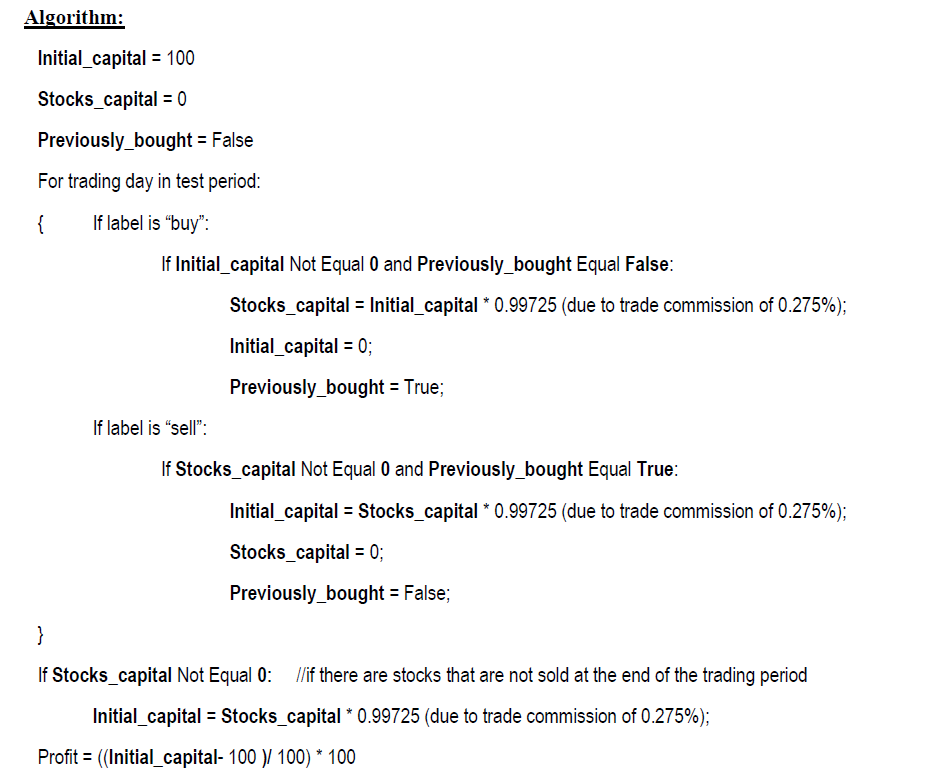 Algorithm:
Initial_capital = 100
Stocks_capital = 0
Previously_bought = False
For trading day in test period:
{ If label is “buy”:
If Initial_capital Not Equal 0 and Previously_bought Equal False:
Stocks_capital = Initial_capital * 0.99725 (due to trade commission of 0.275%);
Initial_capital = 0;
Previously_bought = True;
If label is “sell”:
If Stocks_capital Not Equal 0 and Previously_bought Equal True:
Initial_capital = Stocks_capital * 0.99725 (due to trade commission of 0.275%);
Stocks_capital = 0;
Previously_bought = False;
}
If Stocks_capital Not Equal 0: //if there are stocks that are not sold at the end of the trading period
Initial_capital = Stocks_capital * 0.99725 (due to trade commission of 0.275%);
Profit = ((Initial_capital- 100 )/ 100) * 100